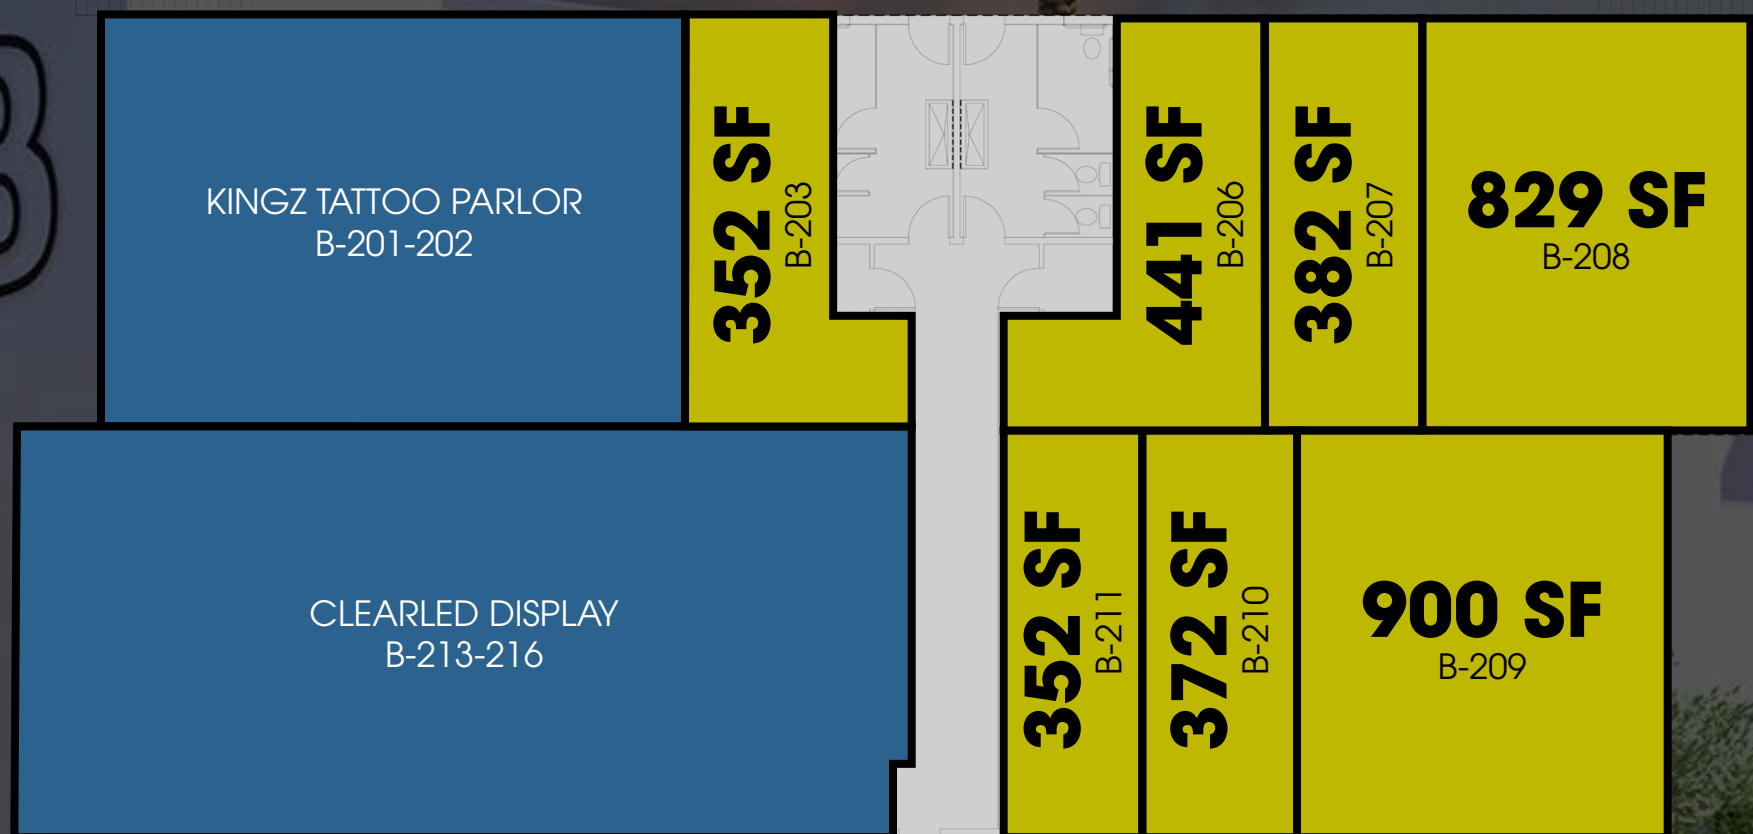 KINGZ TATTOO PARLOR
B-201-202
352 SF
B-203
441 SF
B-206
382 SF
B-207
829 SF
B-208
CLEARLED DISPLAY
B-213-216
352 SF
B-211
372 SF
B-210
900 SF
B-209